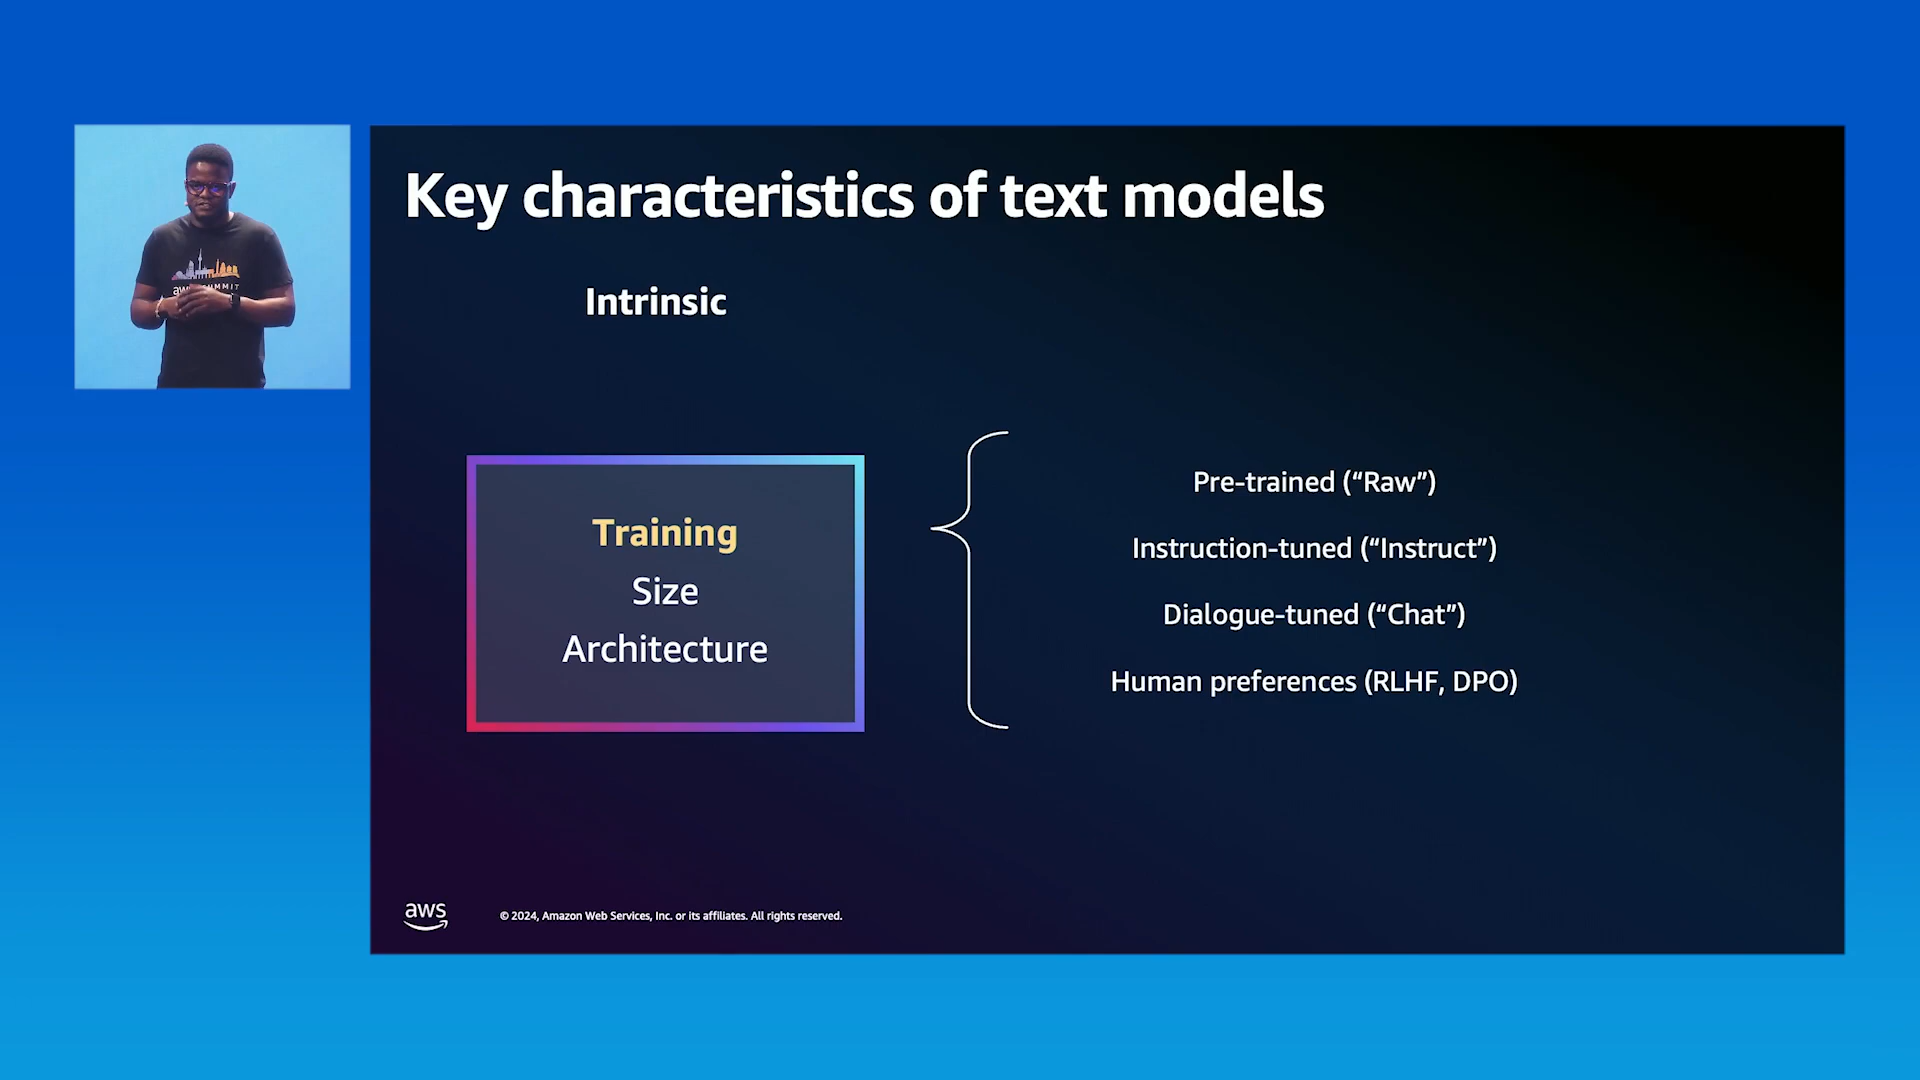 Key characteristics of text models
Intrinsic
Training
Size
Architecture
Pre-trained (“Raw”)
Instruction-tuned (“Instruct”)
Dialogue-tuned (“Chat”)
Human preferences (RLHF, DPO)
aws
© 2024, Amazon Web Services, Inc. or its affiliates. All rights reserved.